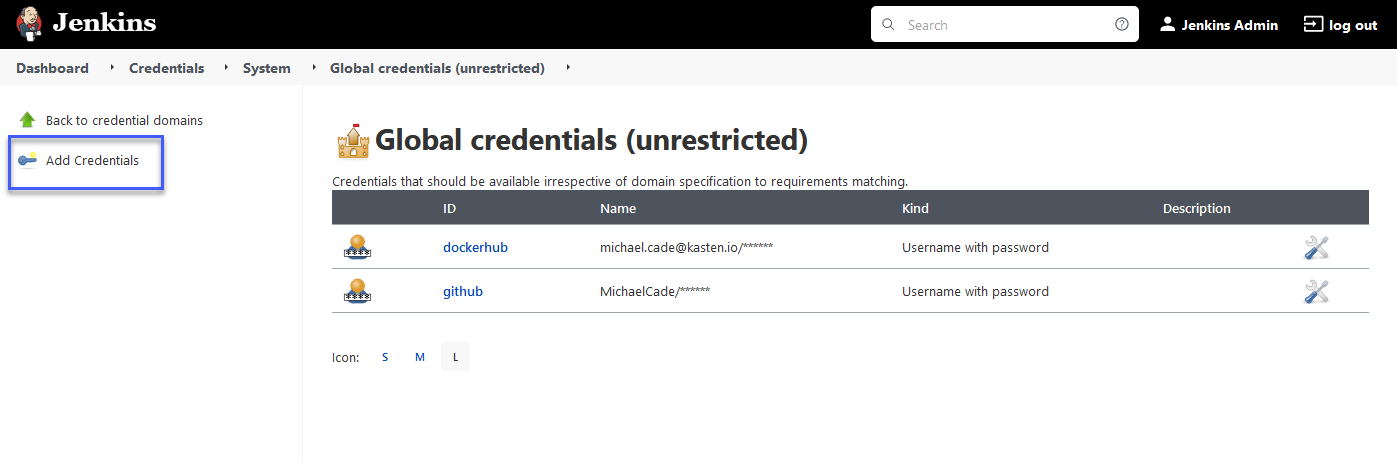 Jenkins Search Jenkins Admin log out
Dashboard Credentials System Global credentials (unrestricted)
Back to credential domains
Add Credentials
Global credentials (unrestricted)
Credentials that should be available irrespective of domain specification to requirements matching.
ID Name Kind Description
dockerhub michael.cade@kasten.io/****** Username with password
github MichaelCade/****** Username with password
Icon: S M L